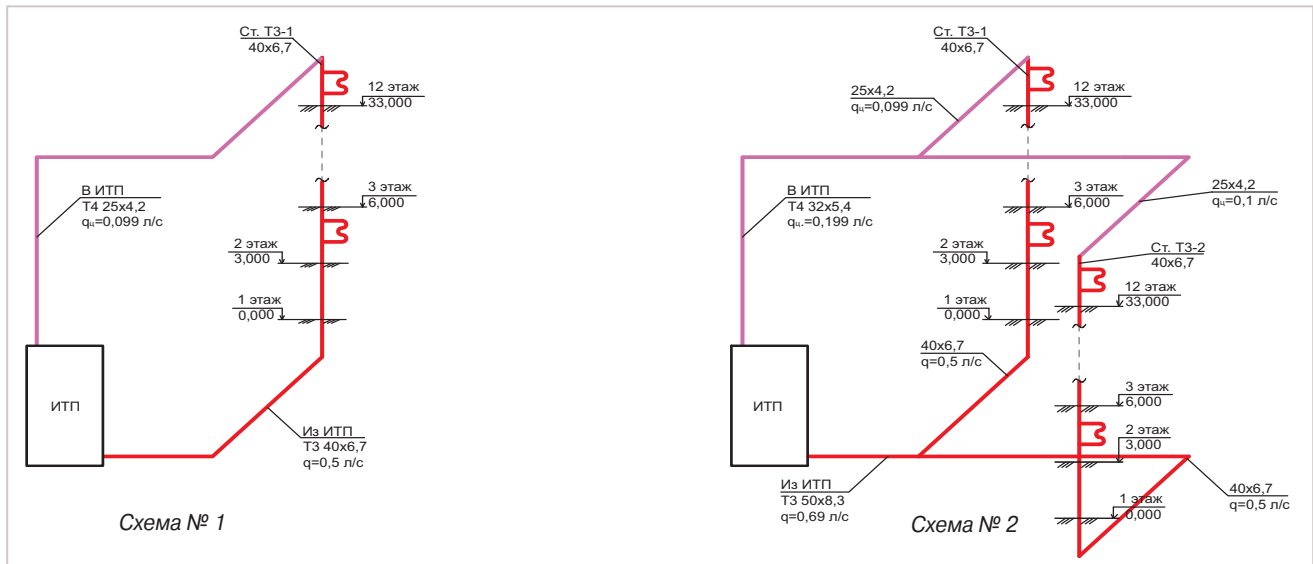 Ст. Т3-1
40х6,7
12 этаж
33,000
3 этаж
6,000
В ИТП
Т4 25х4,2
qц=0,099 л/с
2 этаж
3,000
1 этаж
0,000
ИТП
Из ИТП
Т3 40х6,7
q=0,5 л/с
Схема № 1
Ст. Т3-1
40х6,7
25х4,2
qц=0,099 л/с
12 этаж
33,000
3 этаж
6,000
25х4,2
qц=0,1 л/с
В ИТП
Т4 32х5,4
qц.=0,199 л/с
2 этаж
3,000
Ст. Т3-2
40х6,7
12 этаж
33,000
1 этаж
0,000
40х6,7
q=0,5 л/с
ИТП
3 этаж
6,000
2 этаж
3,000
Из ИТП
Т3 50х8,3
q=0,69 л/с
40х6,7
q=0,5 л/с
1 этаж
0,000
Схема № 2